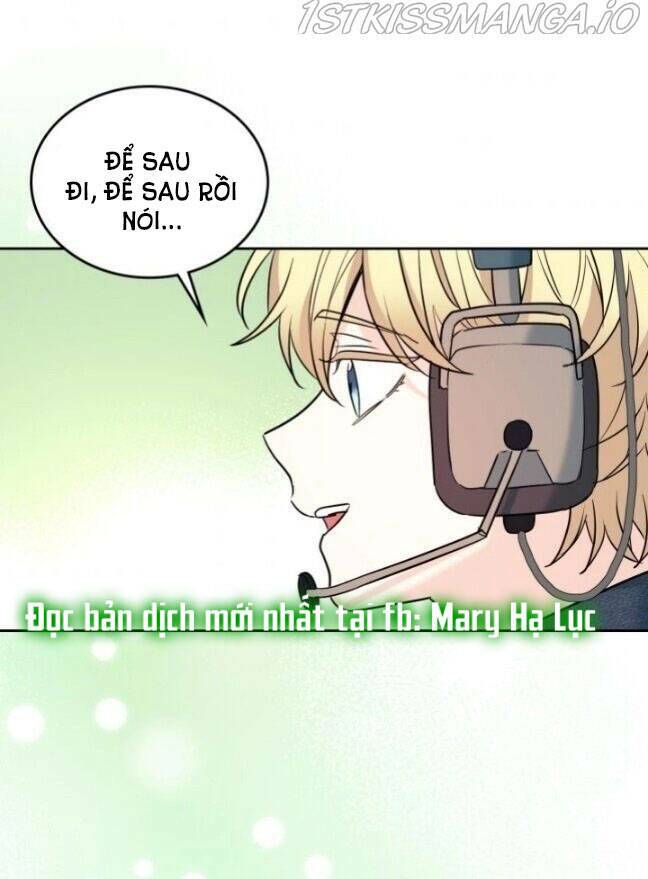 1STKISSMANGA.IO
ĐỂ SAU
ĐI, ĐỂ SAU RỒI
NÓI...
Đọc bản dịch mới nhất tại fb: Mary Hạ Lục